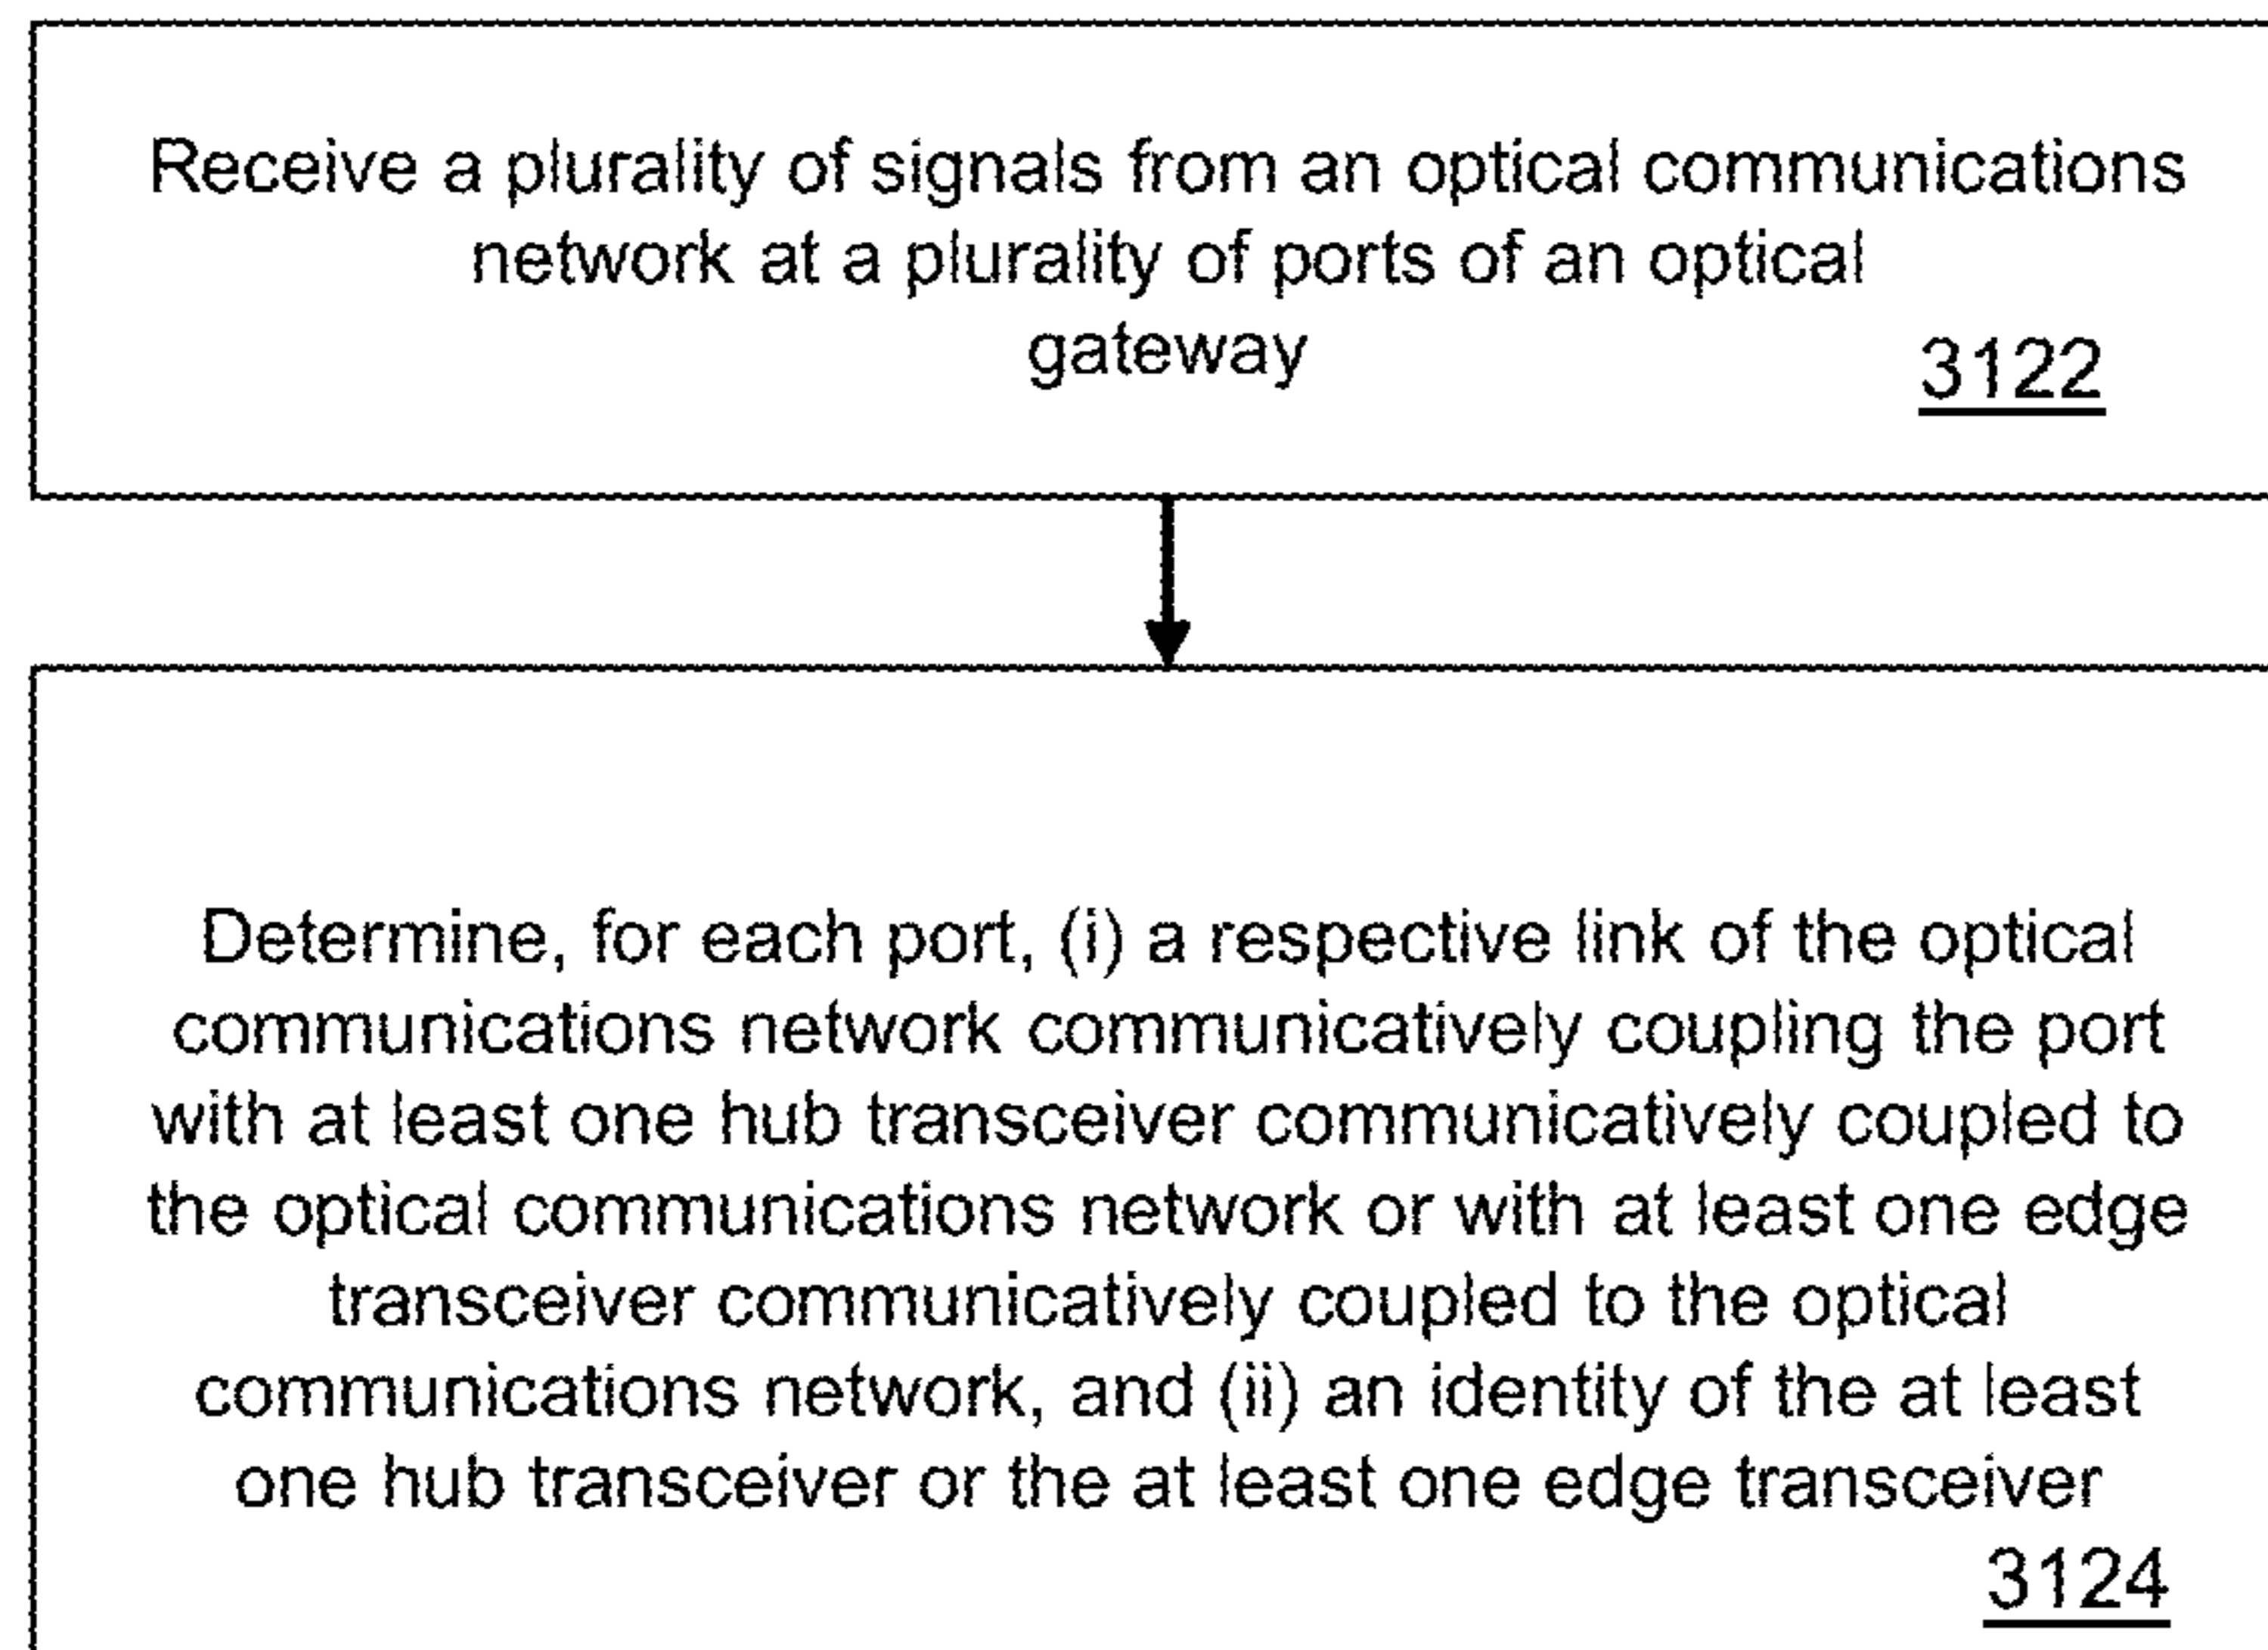 Receive a plurality of signals from an optical communications
network at a plurality of ports of an optical
gateway
3122
Determine, for each port, (i) a respective link of the optical
communications network communicatively coupling the port
with at least one hub transceiver communicatively coupled to
the optical communications network or with at least one edge
transceiver communicatively coupled to the optical
communications network, and (ii) an identity of the at least
one hub transceiver or the at least one edge transceiver
3124